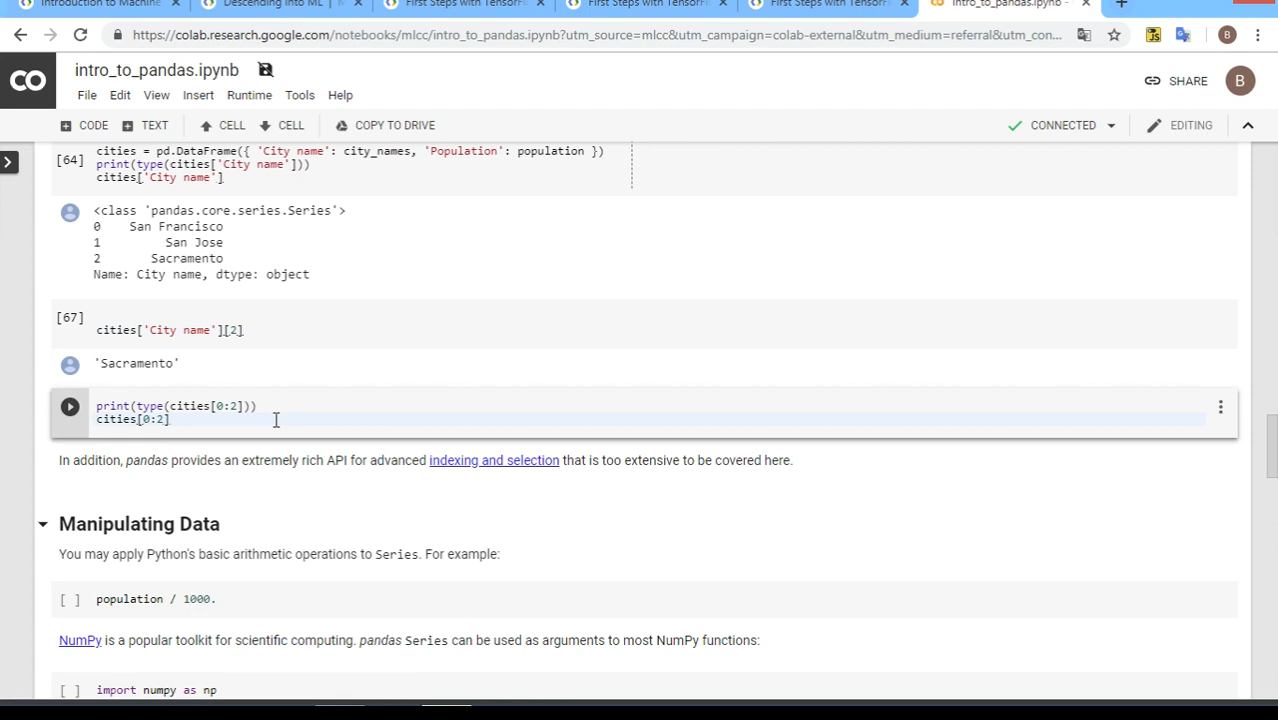 Introduction to Machine
Descending into ML | M
First Steps with TensorFl
First Steps with TensorFl
First Steps with TensorFl
intro_to_pandas.ipynb -
https://colab.research.google.com/notebooks/mlcc/intro_to_pandas.ipynb?utm_source=mlcc&utm_campaign=colab-external&utm_medium=referral&utm_con...
JS
B
CO
intro_to_pandas.ipynb
SHARE
B
File Edit View Insert Runtime Tools Help
CODE TEXT CELL CELL COPY TO DRIVE CONNECTED EDITING
cities = pd.DataFrame({ 'City name': city_names, 'Population': population })
[64] print(type(cities['City name']))
cities['City name']
<class 'pandas.core.series.Series'>
0 San Francisco
1 San Jose
2 Sacramento
Name: City name, dtype: object
[67]
cities['City name'][2]
'Sacramento'
print(type(cities[0:2]))
cities[0:2]
In addition, pandas provides an extremely rich API for advanced indexing and selection that is too extensive to be covered here.
Manipulating Data
You may apply Python's basic arithmetic operations to Series. For example:
[ ] population / 1000.
NumPy is a popular toolkit for scientific computing. pandas Series can be used as arguments to most NumPy functions:
[ ] import numpy as np